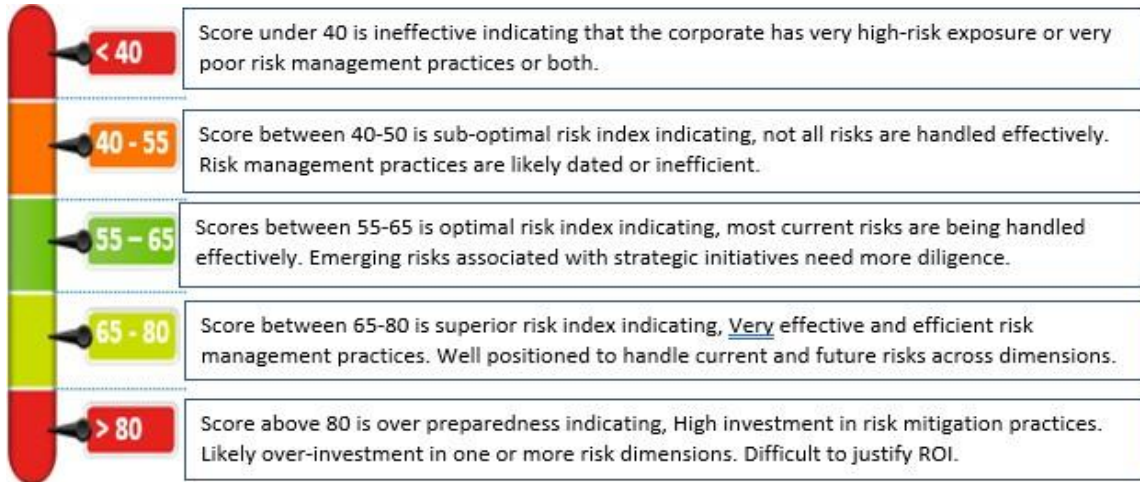 < 40
Score under 40 is ineffective indicating that the corporate has very high-risk exposure or very
poor risk management practices or both.
40 - 55
Score between 40-50 is sub-optimal risk index indicating, not all risks are handled effectively.
Risk management practices are likely dated or inefficient.
55 – 65
Scores between 55-65 is optimal risk index indicating, most current risks are being handled
effectively. Emerging risks associated with strategic initiatives need more diligence.
65 - 80
Score between 65-80 is superior risk index indicating, Very effective and efficient risk
management practices. Well positioned to handle current and future risks across dimensions.
> 80
Score above 80 is over preparedness indicating, High investment in risk mitigation practices.
Likely over-investment in one or more risk dimensions. Difficult to justify ROI.